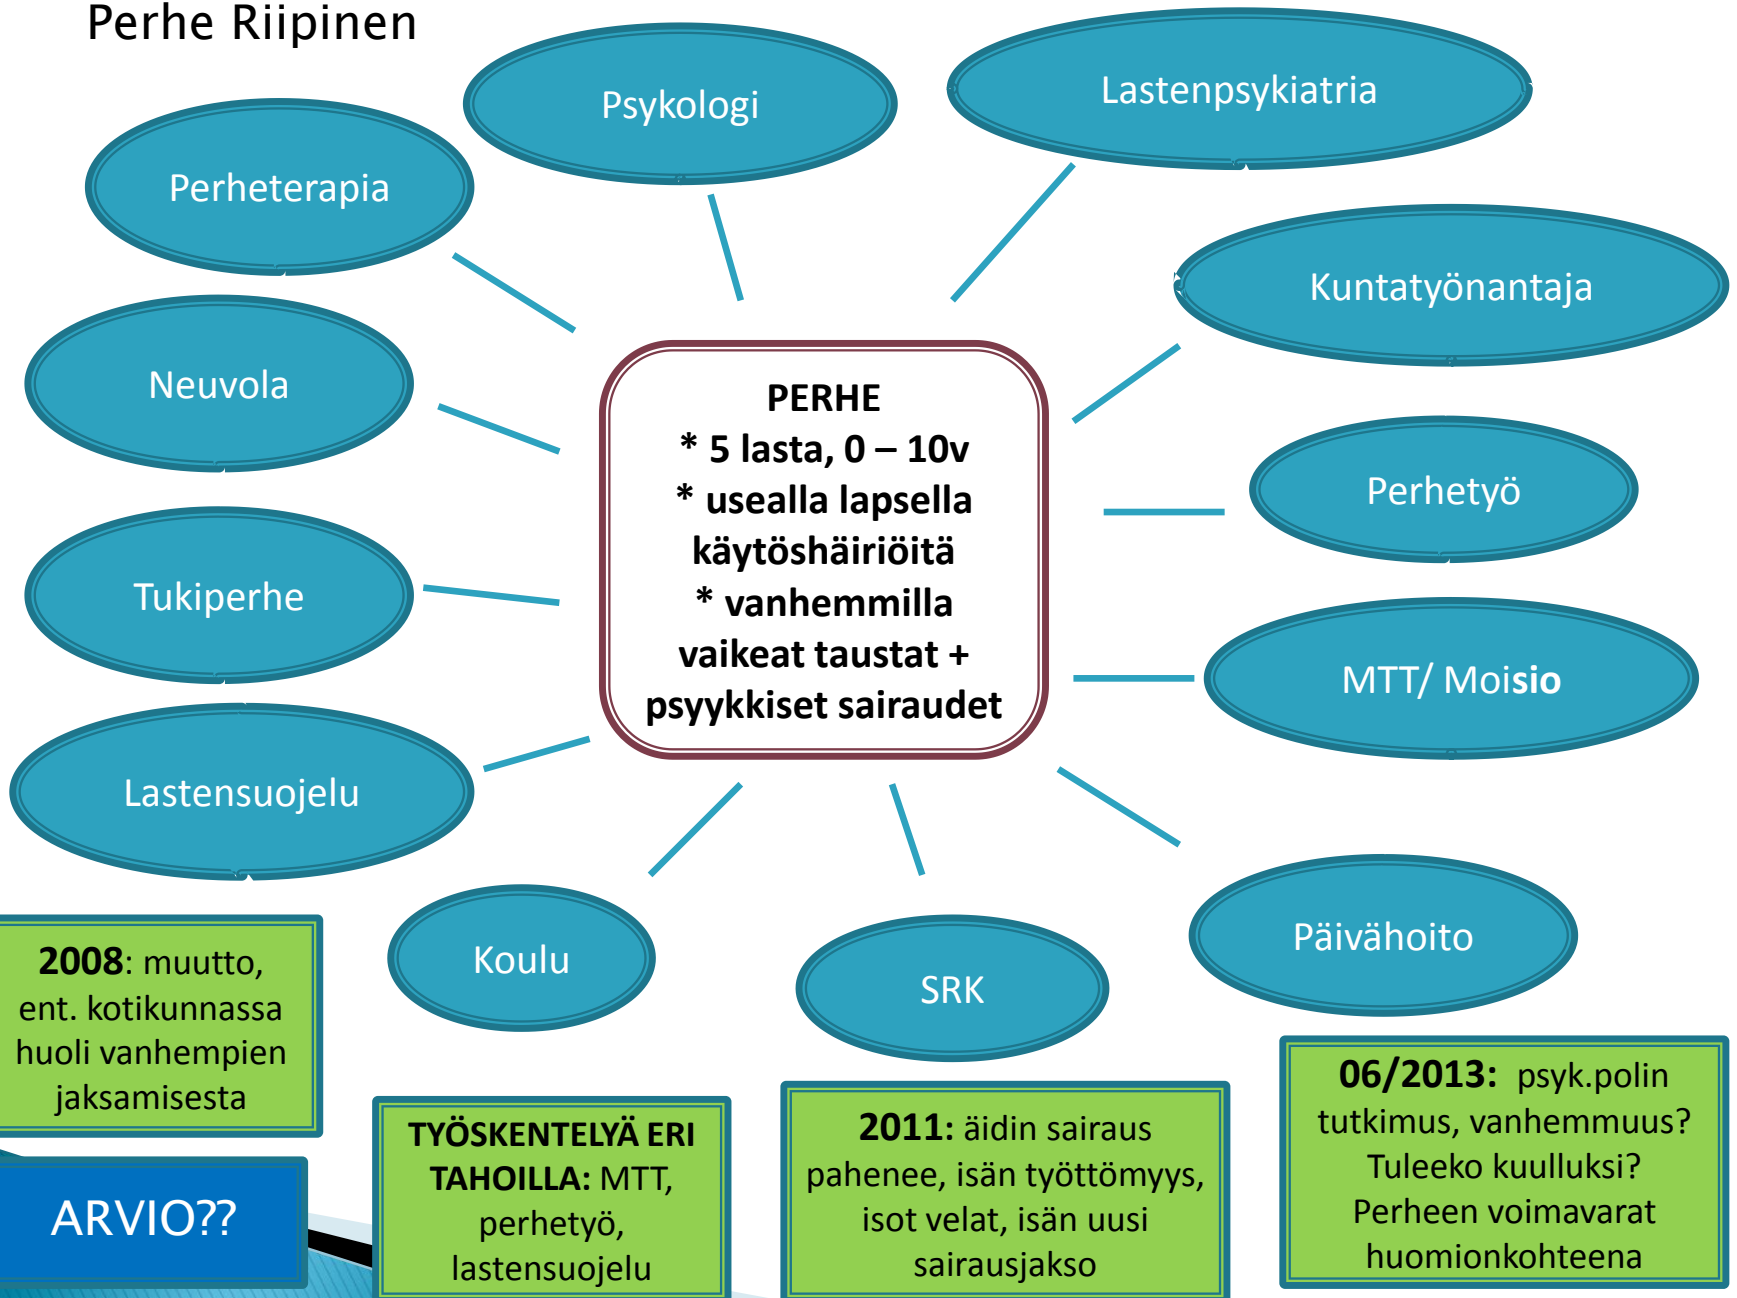 Perhe Riipinen
Psykologi
Lastenpsykiatria
Perheterapia
Kuntatyönantaja
Neuvola
PERHE
* 5 lasta, 0 – 10v
* usealla lapsella
käytöshäiriöitä
* vanhemmilla
vaikeat taustat +
psyykkiset sairaudet
Perhetyö
Tukiperhe
MTT/ Moisio
Lastensuojelu
Koulu
SRK
Päivähoito
2008: muutto,
ent. kotikunnassa
huoli vanhempien
jaksamisesta
ARVIO??
TYÖSKENTELYÄ ERI
TAHOILLA: MTT,
perhetyö,
lastensuojelu
2011: äidin sairaus
pahenee, isän työttömyys,
isot velat, isän uusi
sairausjakso
06/2013: psyk.polin
tutkimus, vanhemmuus?
Tuleeko kuulluksi?
Perheen voimavarat
huomionkohteena